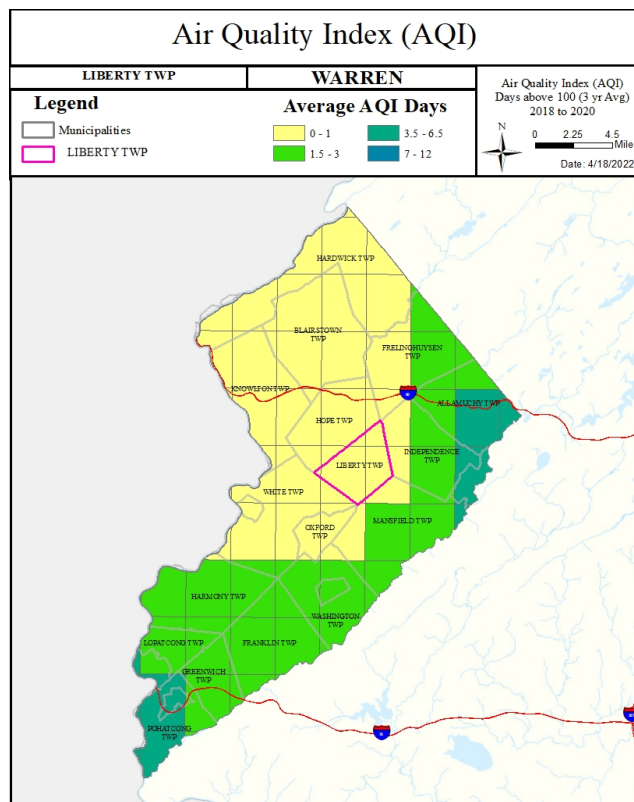 Air Quality Index (AQI)
LIBERTY TWP
WARREN
Legend
Municipalities
LIBERTY TWP
Average AQI Days
0 - 1
1.5 - 3
3.5 - 6.5
7 - 12
Air Quality Index (AQI)
Days above 100 (3 yr Avg)
2018 to 2020
N
0 2.25 4.5
Mile
Date: 4/18/2022
HARDWICK TWP
BLAIRSTOWN
TWP
FRELINGHUYSEN
TWP
KNOWLTON TWP
ALLAMUCHY TWP
HOPE TWP
INDEPENDENCE
TWP
LIBERTY TWP
WHITE TWP
MANSFIELD TWP
OXFORD
TWP
HARMONY TWP
WASHINGTON
TWP
LOPATCONG TWP
FRANKLIN TWP
GREENWICH
TWP
POHATCONG
TWP